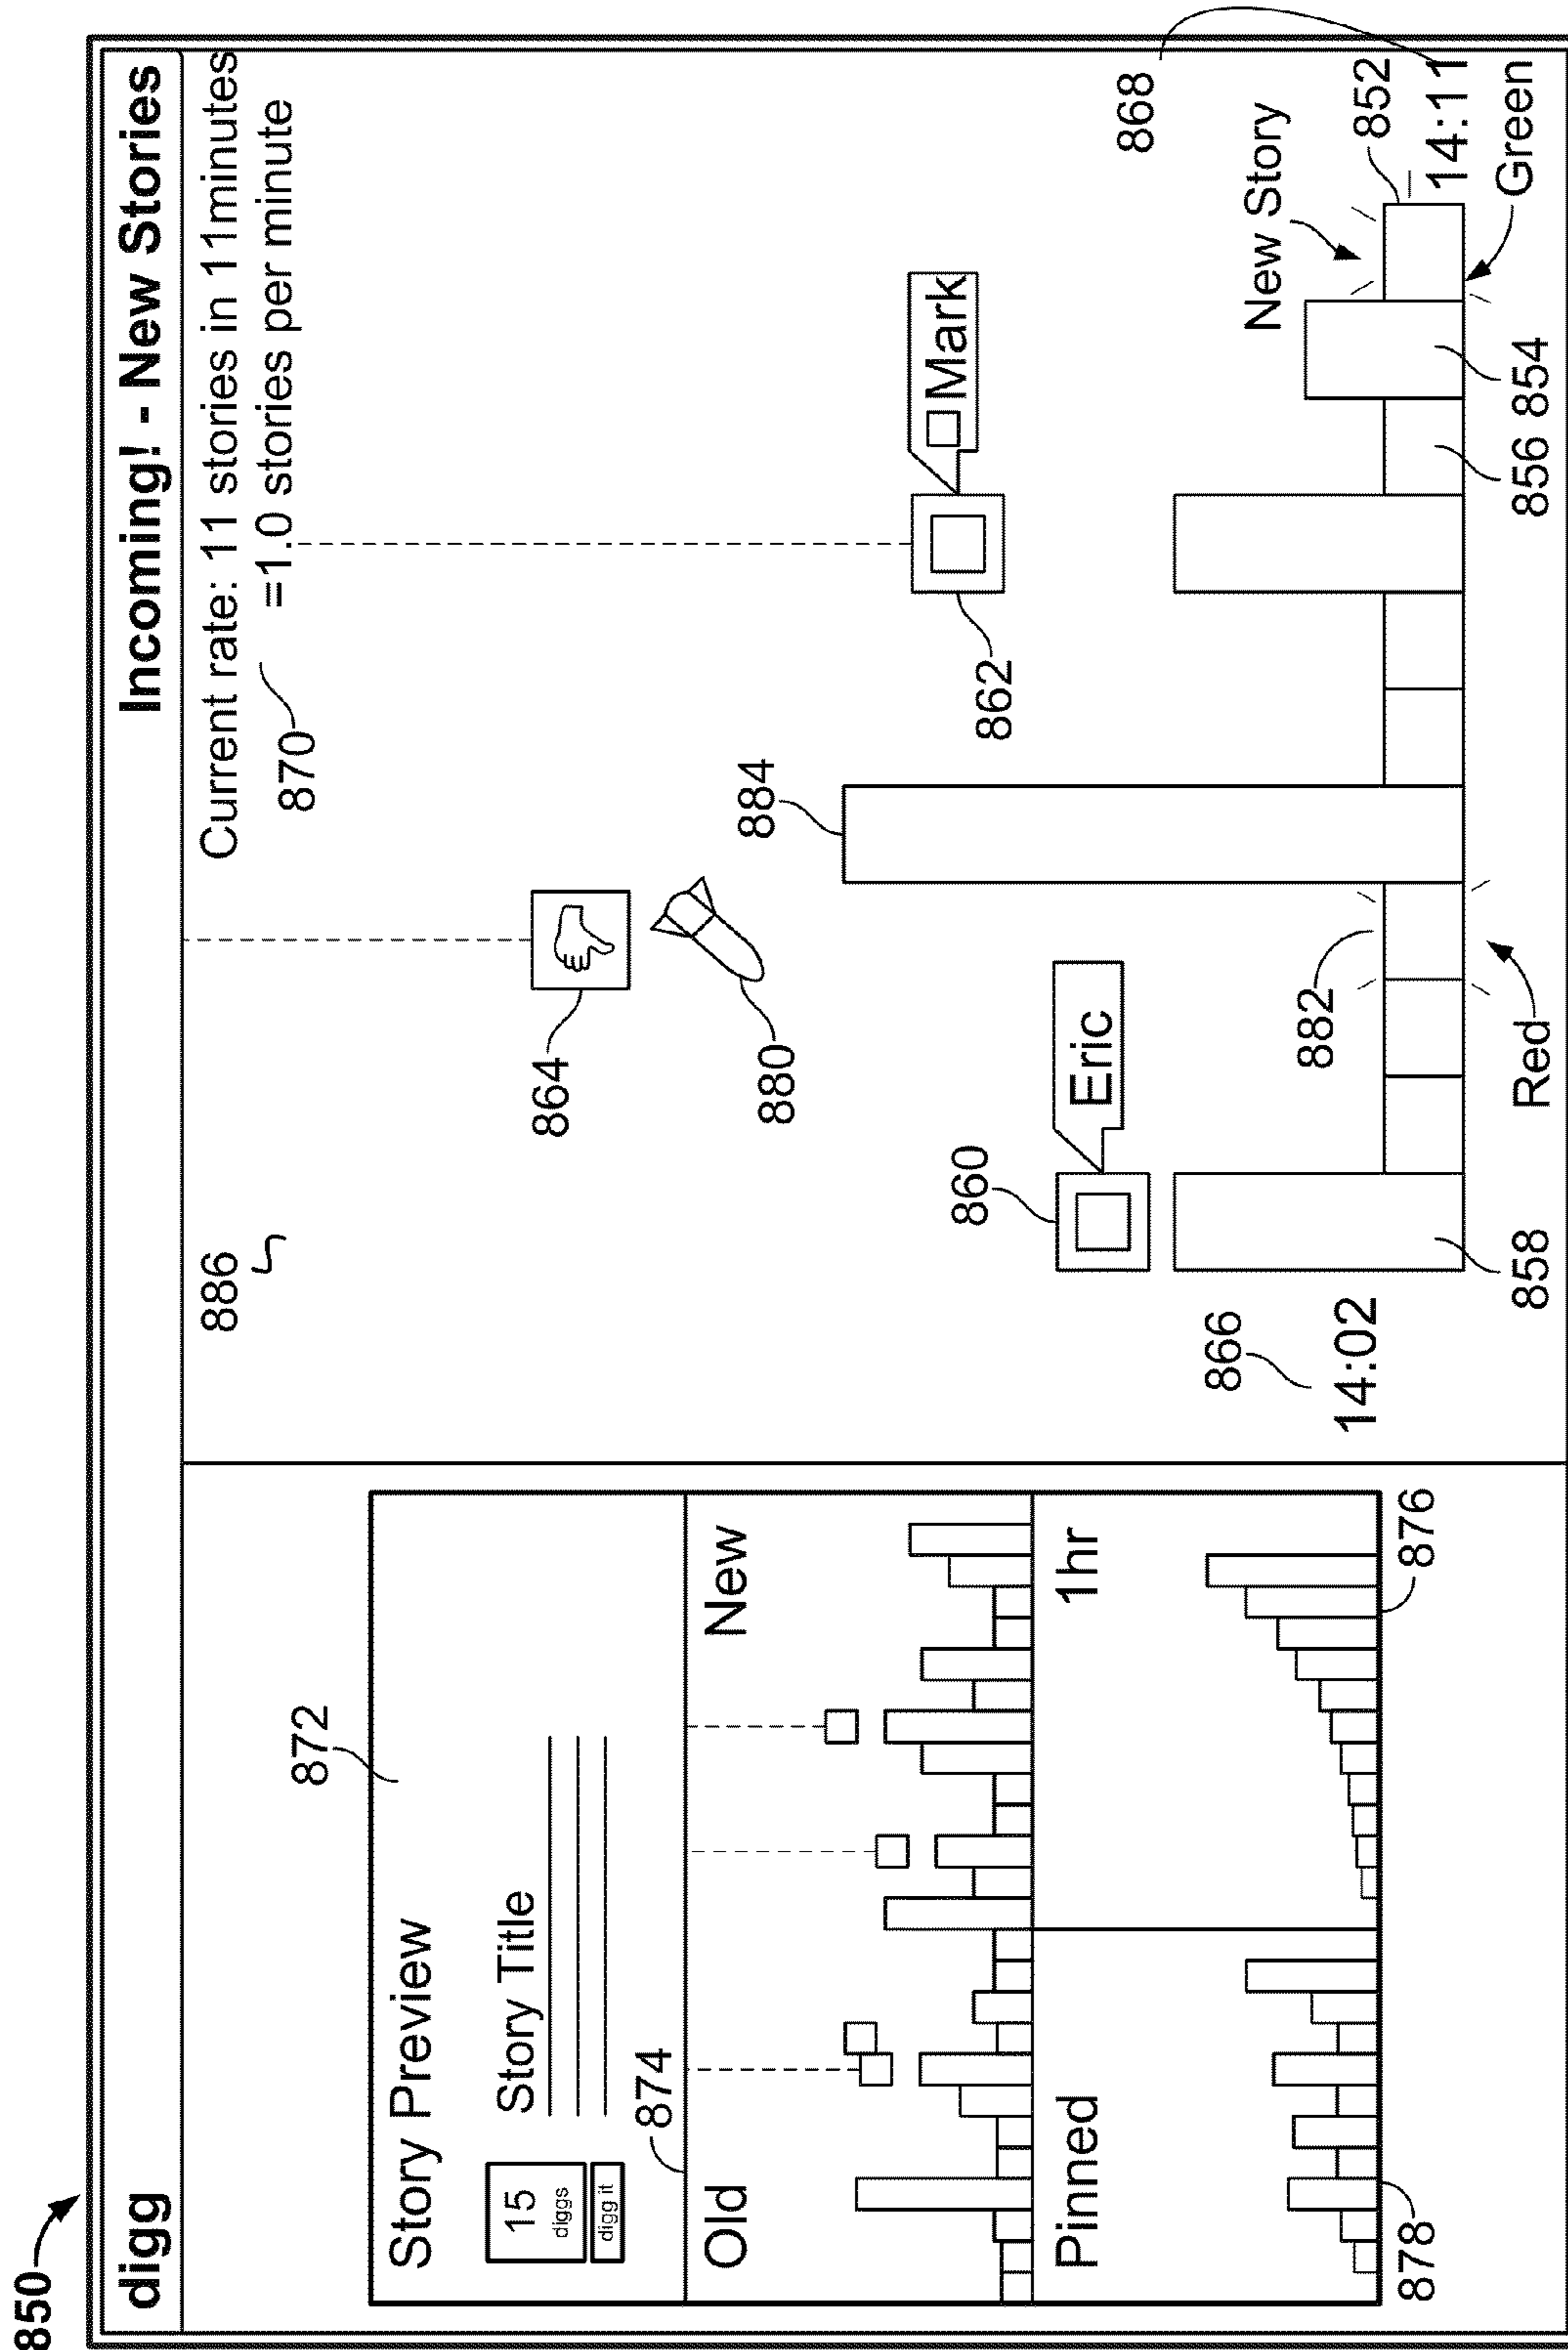 850
digg
Incoming! - New Stories
Story Preview
872
15
diggs
digg it
Story Title
874
Old
New
Pinned
1hr
878
876
886
Current rate: 11 stories in 11minutes
=1.0 stories per minute
870
864
880
884
862
Mark
860
Eric
866
14:02
882
868
New Story
852
14:11
858
Red
856
854
Green